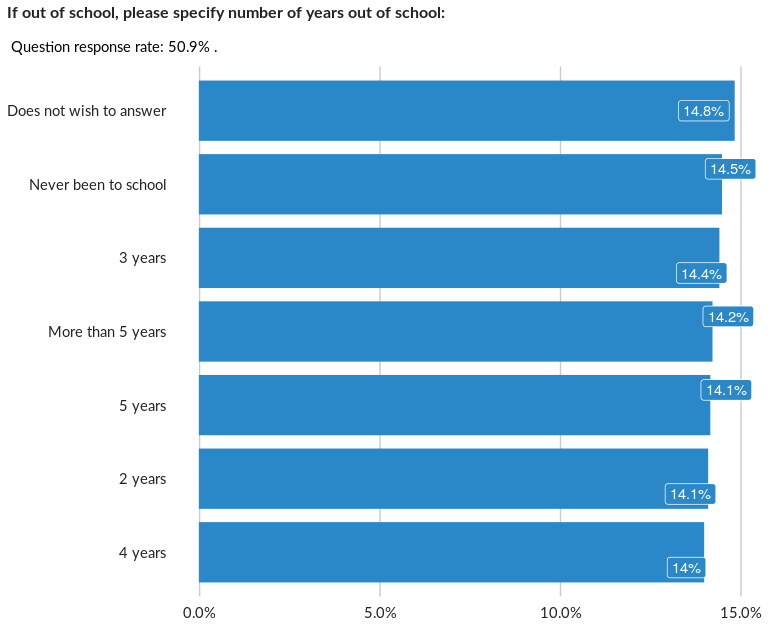 If out of school, please specify number of years out of school:
Question response rate: 50.9% .
Does not wish to answer
14.8%
Never been to school
14.5%
3 years
14.4%
More than 5 years
14.2%
5 years
14.1%
2 years
14.1%
4 years
14%
0.0%
5.0%
10.0%
15.0%